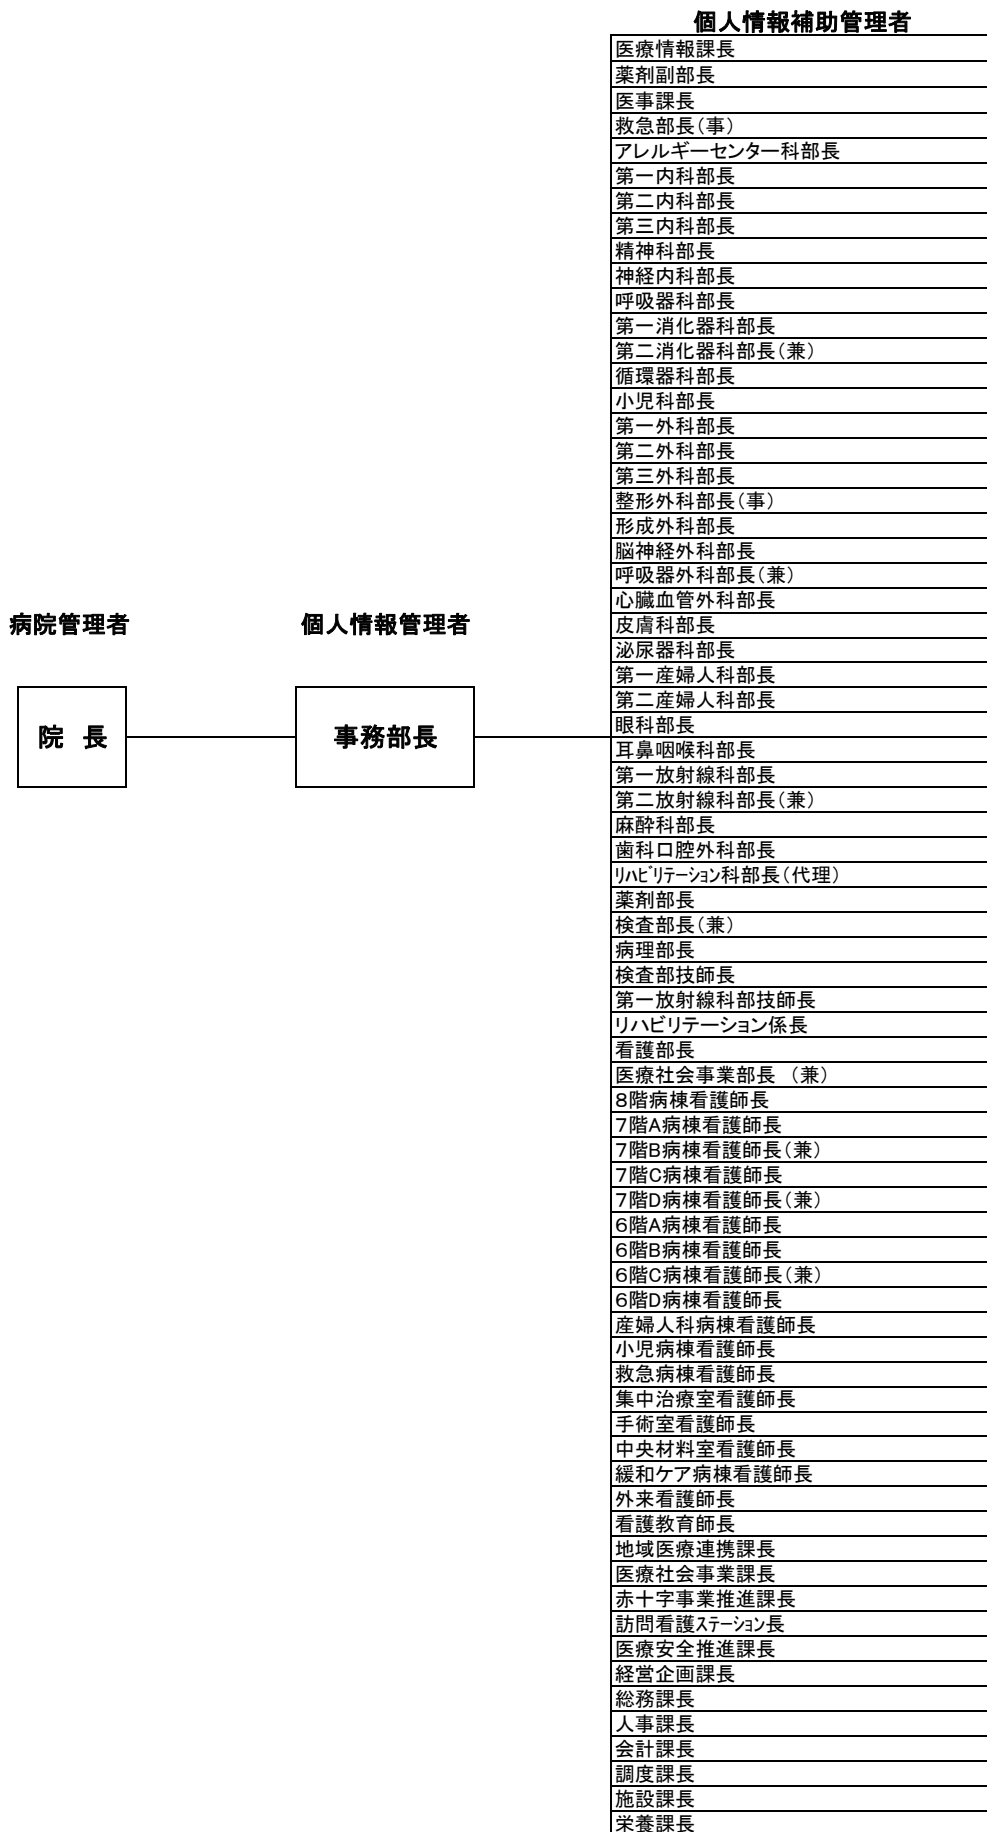 個人情報補助管理者
医療情報課長
薬剤副部長
医事課長
救急部長(事)
アレルギーセンター科部長
第一内科部長
第二内科部長
第三内科部長
精神科部長
神経内科部長
呼吸器科部長
第一消化器科部長
第二消化器科部長(兼)
循環器科部長
小児科部長
第一外科部長
第二外科部長
第三外科部長
整形外科部長(事)
形成外科部長
脳神経外科部長
呼吸器外科部長(兼)
心臓血管外科部長
皮膚科部長
泌尿器科部長
第一産婦人科部長
第二産婦人科部長
眼科部長
耳鼻咽喉科部長
第一放射線科部長
第二放射線科部長(兼)
麻酔科部長
歯科口腔外科部長
リハビリテーション科部長(代理)
薬剤部長
検査部長(兼)
病理部長
検査部技師長
第一放射線科部技師長
リハビリテーション係長
看護部長
医療社会事業部長 (兼)
8階病棟看護師長
7階A病棟看護師長
7階B病棟看護師長(兼)
7階C病棟看護師長
7階D病棟看護師長(兼)
6階A病棟看護師長
6階B病棟看護師長
6階C病棟看護師長(兼)
6階D病棟看護師長
産婦人科病棟看護師長
小児病棟看護師長
救急病棟看護師長
集中治療室看護師長
手術室看護師長
中央材料室看護師長
緩和ケア病棟看護師長
外来看護師長
看護教育師長
地域医療連携課長
医療社会事業課長
赤十字事業推進課長
訪問看護ステーション長
医療安全推進課長
経営企画課長
総務課長
人事課長
会計課長
調度課長
施設課長
栄養課長
病院管理者
個人情報管理者
院 長
事務部長